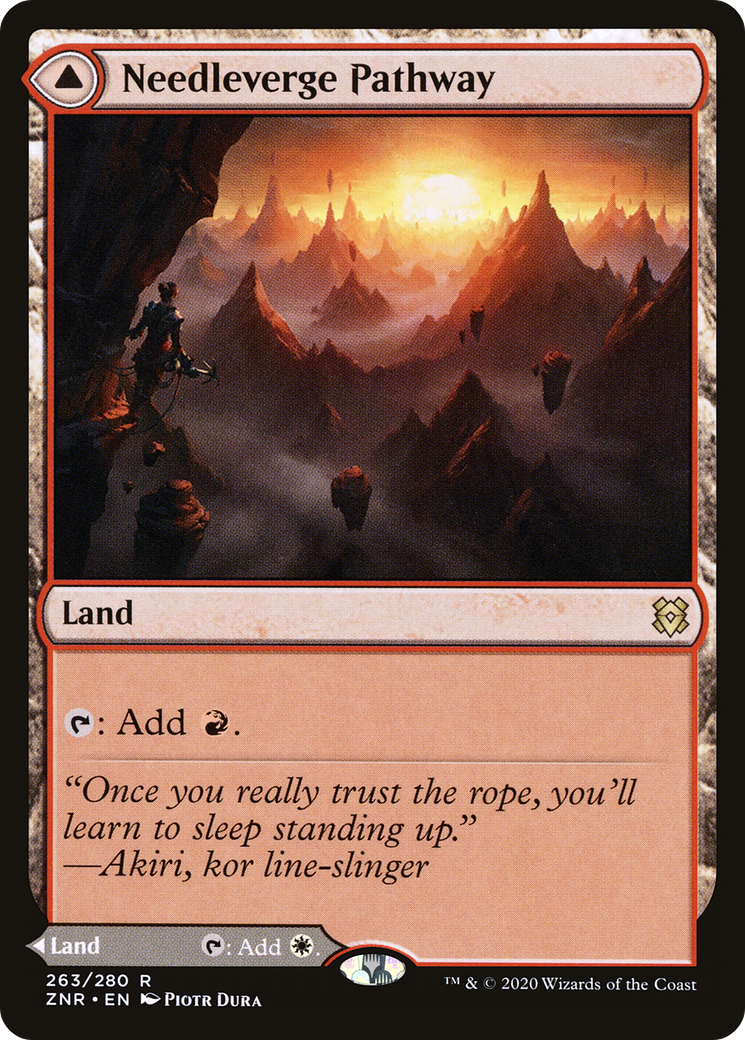 Needleverge Pathway
Land
: Add .
“Once you really trust the rope, you’ll
learn to sleep standing up.”
—Akiri, kor line-slinger
Land : Add .
263/280 R
ZNR • EN Piotr Dura
™ & © 2020 Wizards of the Coast